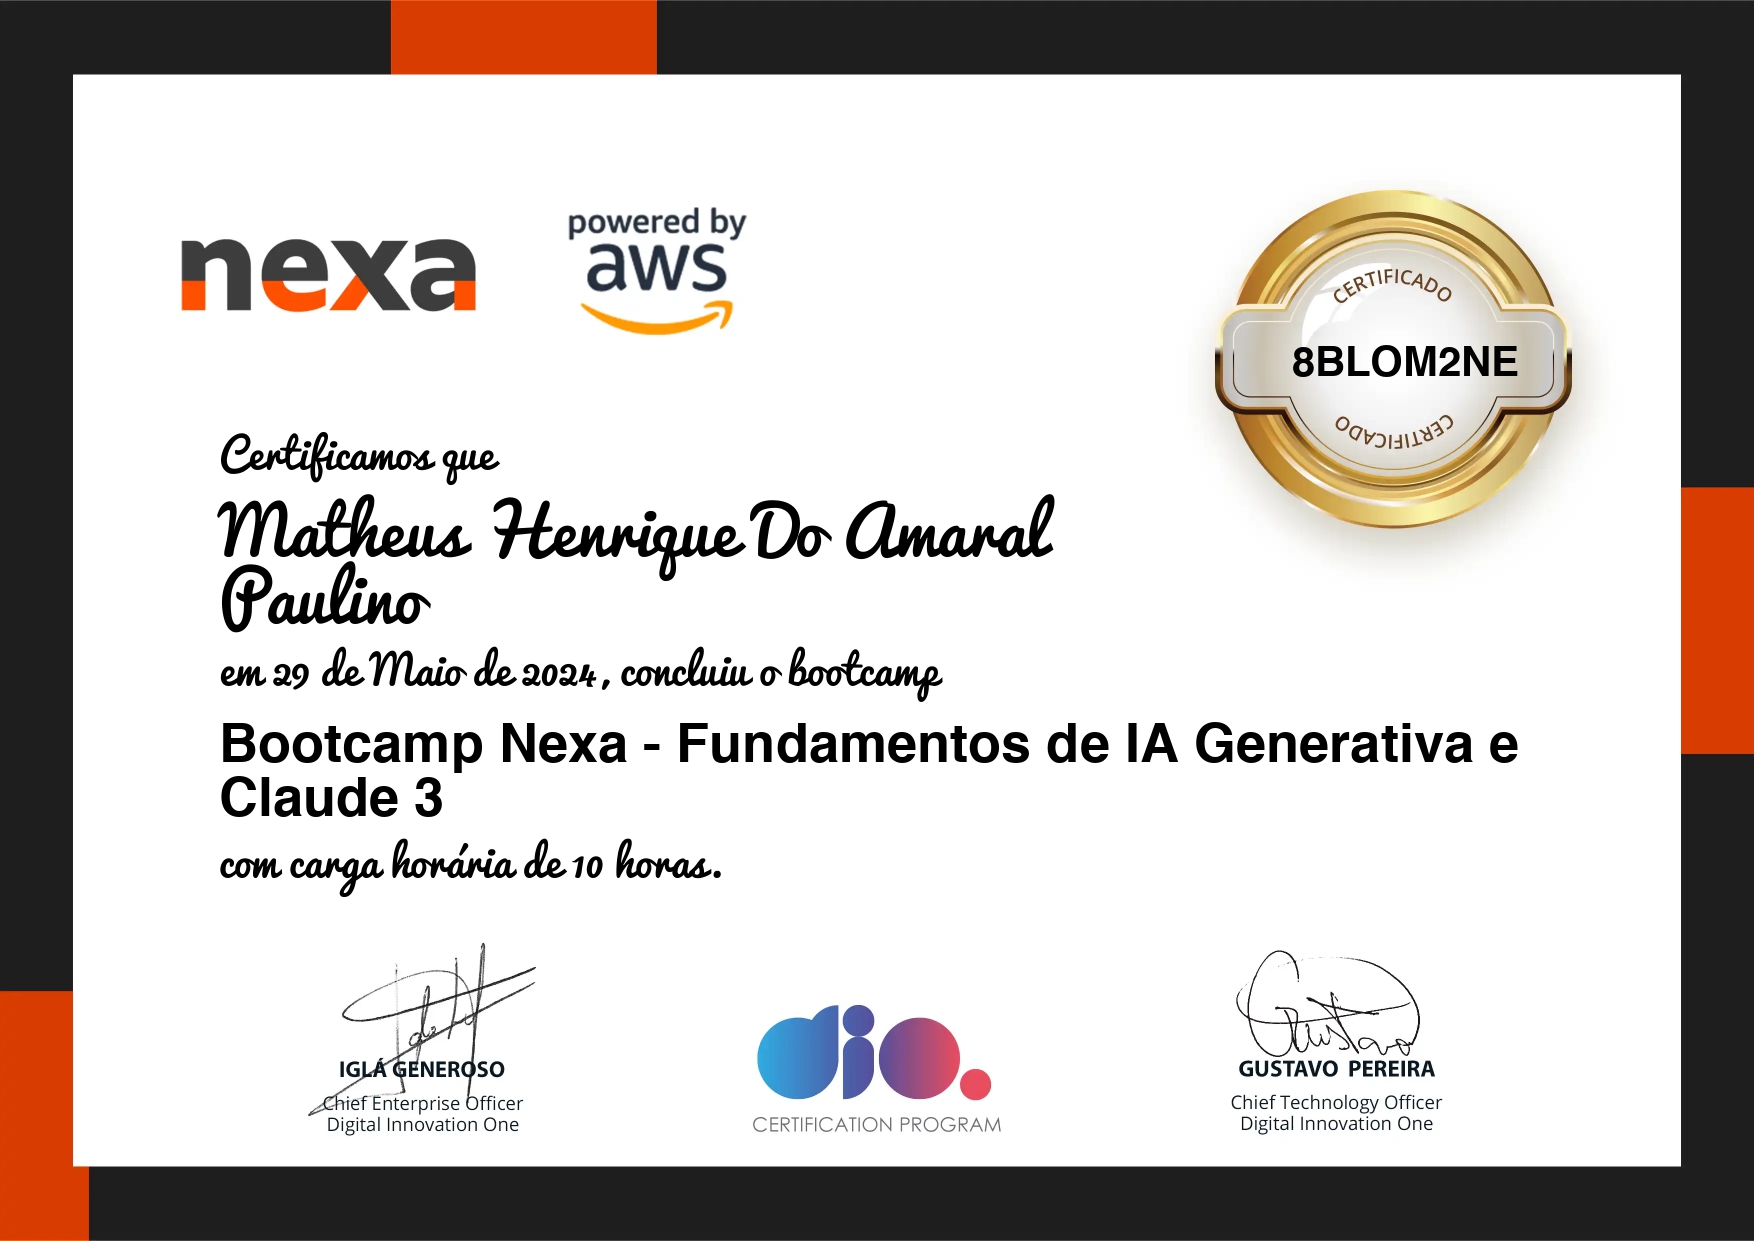 nexa
powered by
aws
CERTIFICADO
8BLOM2NE
CERTIFICADO
Certificamos que
Matheus Henrique Do Amaral
Paulino
em 29 de Maio de 2024, concluiu o bootcamp
Bootcamp Nexa - Fundamentos de IA Generativa e
Claude 3
com carga horária de 10 horas.
IGLÁ GENEROSO
Chief Enterprise Officer
Digital Innovation One
dio.
CERTIFICATION PROGRAM
Gustavo
GUSTAVO PEREIRA
Chief Technology Officer
Digital Innovation One